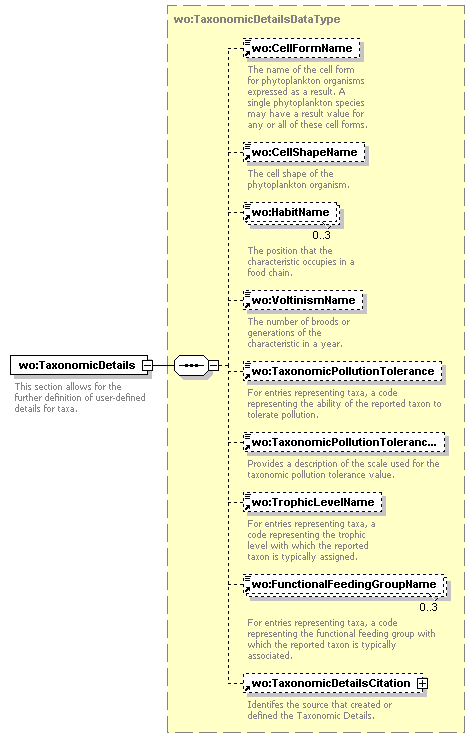 wo:TaxonomicDetailsDataType
wo:CellFormName
The name of the cell form
for phytoplankton organisms
expressed as a result. A
single phytoplankton species
may have a result value for
any or all of these cell forms.
wo:CellShapeName
The cell shape of the
phytoplankton organism.
wo:HabitName
0..3
The position that the
characteristic occupies in a
food chain.
wo:VoltinismName
The number of broods or
generations of the
characteristic in a year.
wo:TaxonomicDetails
This section allows for the
further definition of user-defined
details for taxa.
wo:TaxonomicPollutionTolerance
For entries representing taxa, a code
representing the ability of the reported taxon to
tolerate pollution.
wo:TaxonomicPollutionToleranc...
Provides a description of the scale used for the
taxonomic pollution tolerance value.
wo:TrophicLevelName
For entries representing taxa, a
code representing the trophic
level with which the reported
taxon is typically assigned.
wo:FunctionalFeedingGroupName
0..3
For entries representing taxa, a code
representing the functional feeding group with
which the reported taxon is typically
associated.
wo:TaxonomicDetailsCitation
Identifes the source that created or
defined the Taxonomic Details.